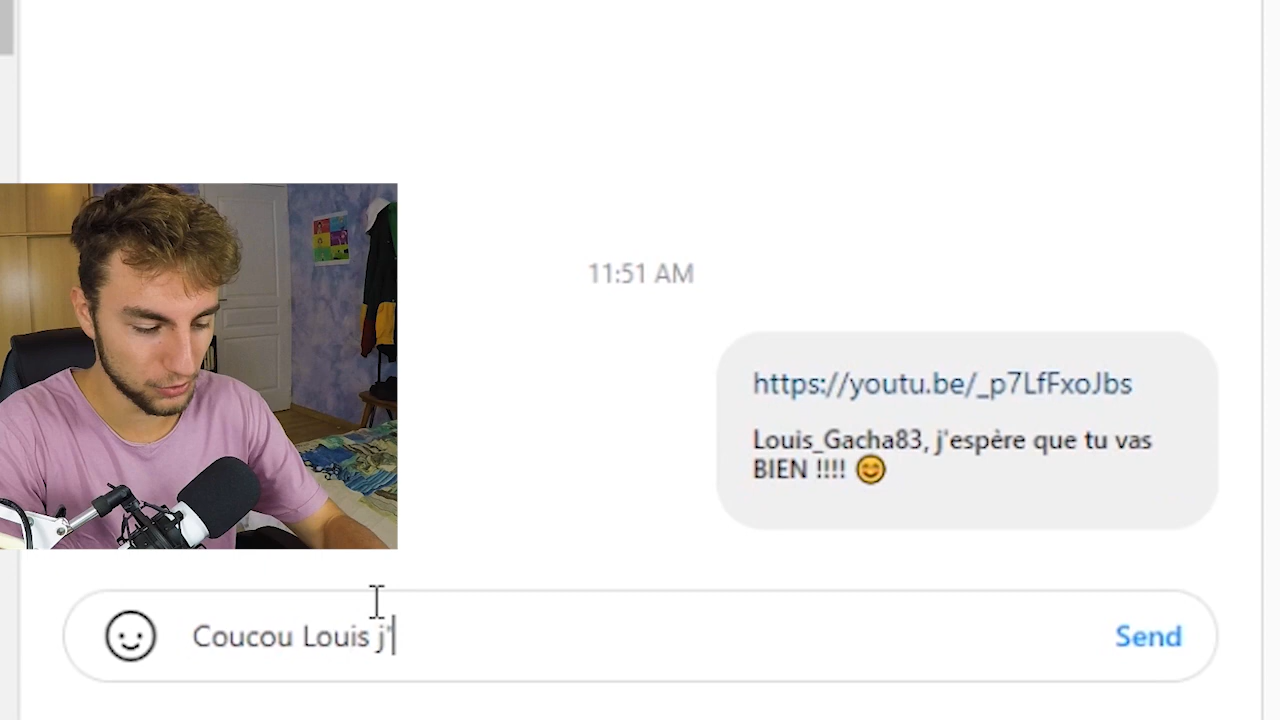 11:51 AM
https://youtu.be/_p7LfFxoJbs
Louis_Gacha83, j'espère que tu vas
BIEN !!!! 😊
Coucou Louis j'
Send